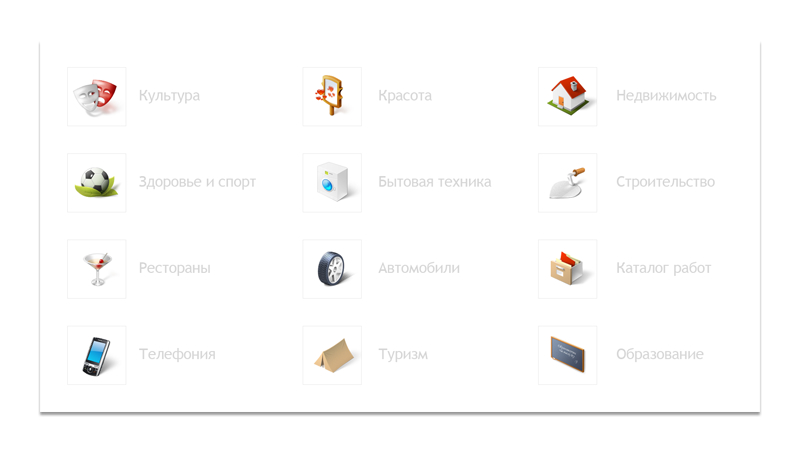 Культура
Красота
Недвижимость
Здоровье и спорт
Бытовая техника
Строительство
Рестораны
Автомобили
Каталог работ
Телефония
Туризм
Образование